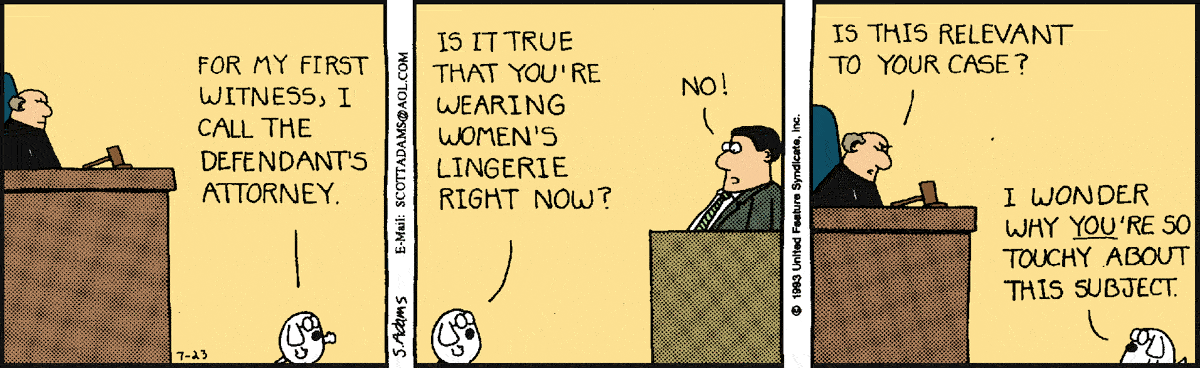 FOR MY FIRST
WITNESS, I
CALL THE
DEFENDANT'S
ATTORNEY.
7-23
S. Adams
E-Mail: SCOTTADAMS@AOL.COM
IS IT TRUE
THAT YOU'RE
WEARING
WOMEN'S
LINGERIE
RIGHT NOW?
NO!
© 1993 United Feature Syndicate, Inc.
IS THIS RELEVANT
TO YOUR CASE?
I WONDER
WHY YOU'RE SO
TOUCHY ABOUT
THIS SUBJECT.